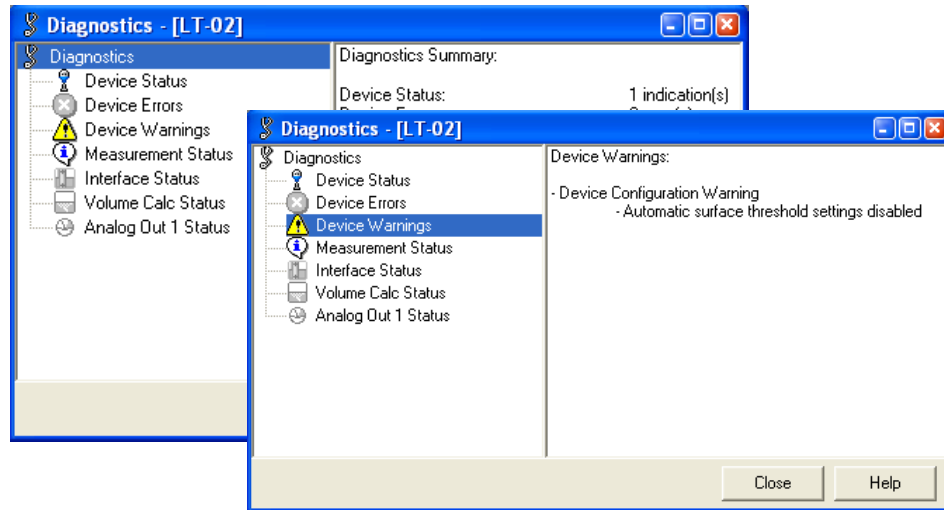 Diagnostics - [LT-02]
Diagnostics
Device Status
Device Errors
Device Warnings
Measurement Status
Interface Status
Volume Calc Status
Analog Out 1 Status
Diagnostics Summary:
Device Status: 1 indication(s)
Diagnostics - [LT-02]
Diagnostics
Device Status
Device Errors
Device Warnings
Measurement Status
Interface Status
Volume Calc Status
Analog Out 1 Status
Device Warnings:
- Device Configuration Warning
- Automatic surface threshold settings disabled
Close
Help